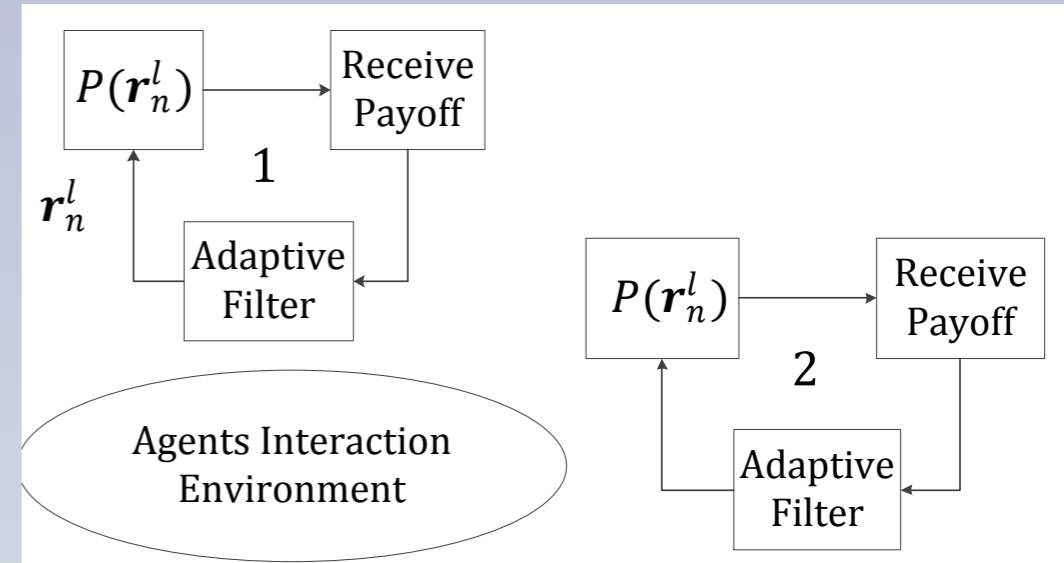 P(r_n^l)
Receive
Payoff
1
r_n^l
Adaptive
Filter
P(r_n^l)
Receive
Payoff
2
Adaptive
Filter
Agents Interaction
Environment